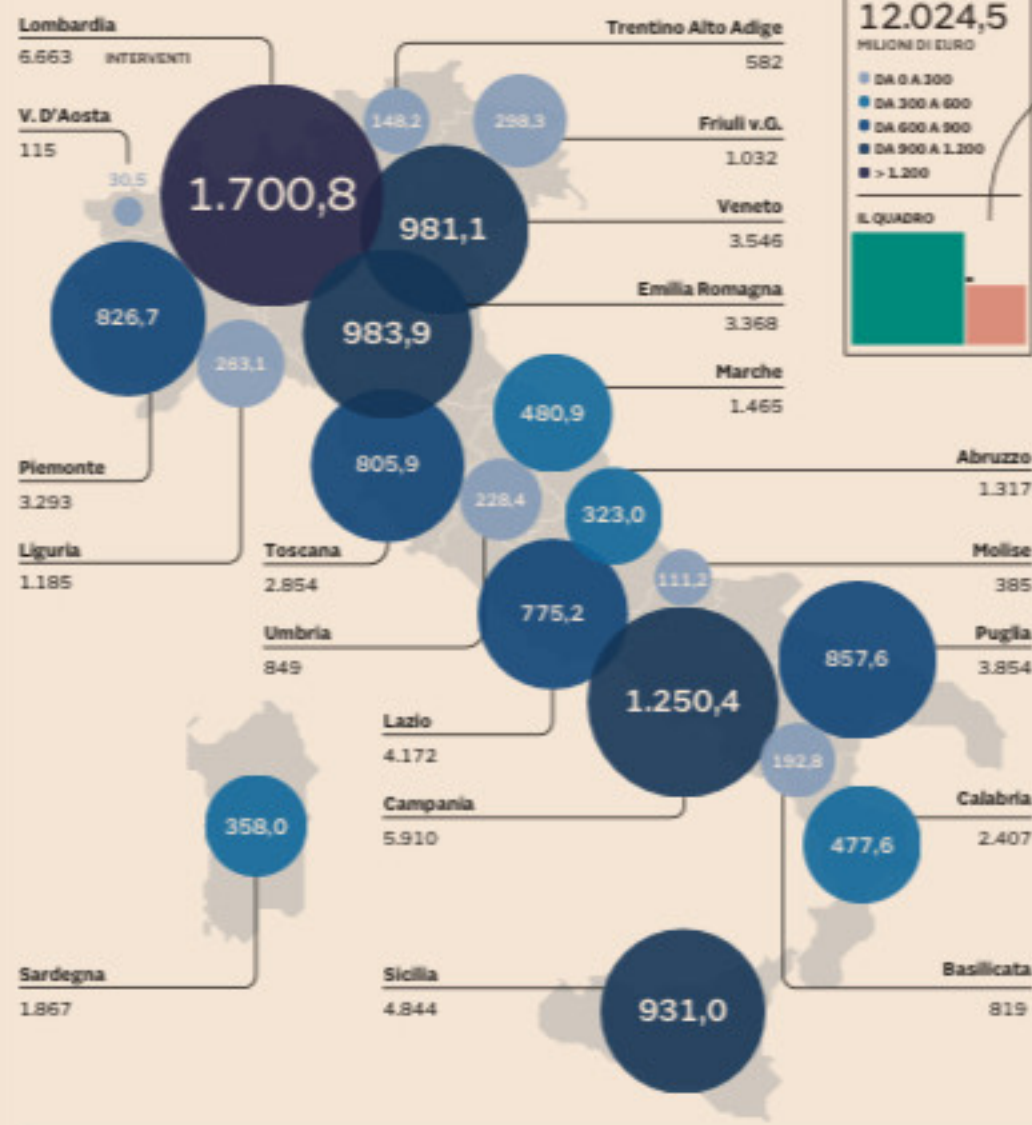 Lombardia
6.663 INTERVENTI
V. D'Aosta
115
30,5
1.700,8
Trentino Alto Adige
582
148,2
298,3
Friuli v.G.
1.032
Veneto
3.546
981,1
Emilia Romagna
3.368
983,9
826,7
263,1
Marche
1.465
480,9
Piemonte
3.293
805,9
228,4
323,0
Abruzzo
1.317
Liguria
1.185
Toscana
2.854
Molise
385
111,2
775,2
Umbria
849
Puglia
3.854
857,6
1.250,4
Lazio
4.172
192,8
Campania
5.910
Calabria
2.407
477,6
358,0
Sardegna
1.867
Sicilia
4.844
931,0
Basilicata
819
12.024,5
MILIONI DI EURO
DA 0 A 300
DA 300 A 600
DA 600 A 900
DA 900 A 1.200
> 1.200
IL QUADRO